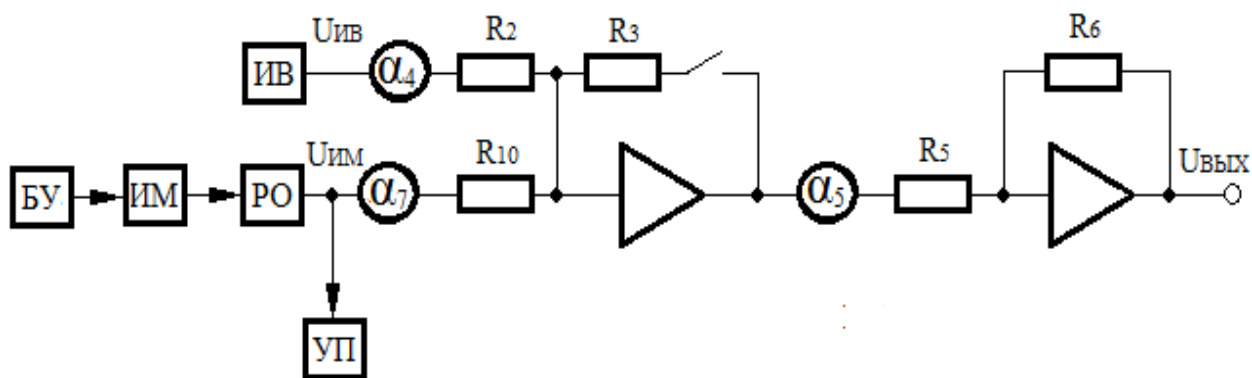 UИВ R2 R3 R6
ИВ α4
UИМ R10 R5 UВЫХ
БУ ИМ РО α7 α5
УП